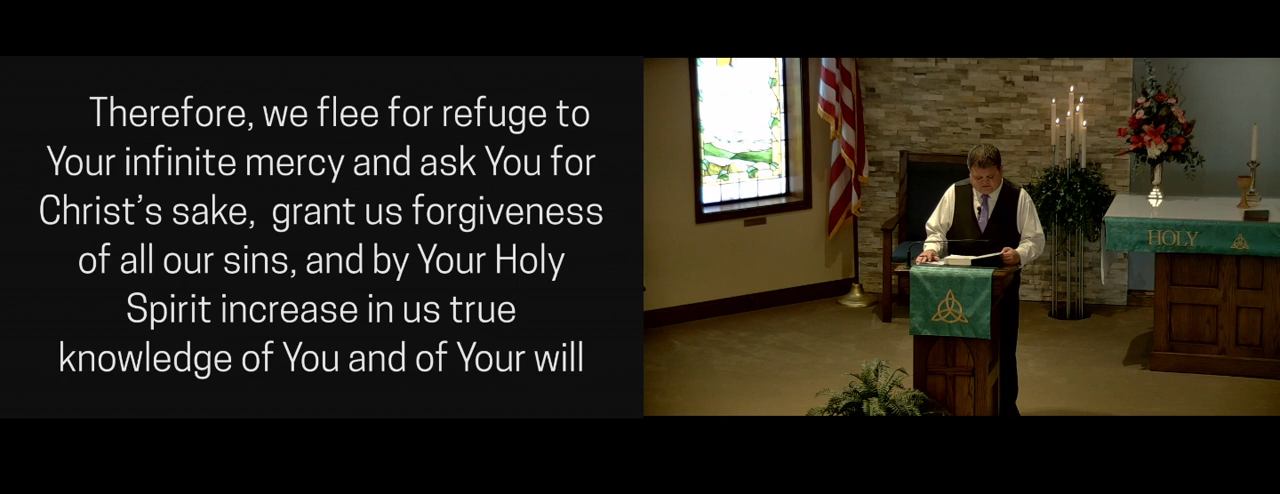 Therefore, we flee for refuge to
Your infinite mercy and ask You for
Christ's sake,  grant us forgiveness
of all our sins, and by Your Holy
Spirit increase in us true
knowledge of You and of Your will
HOLY